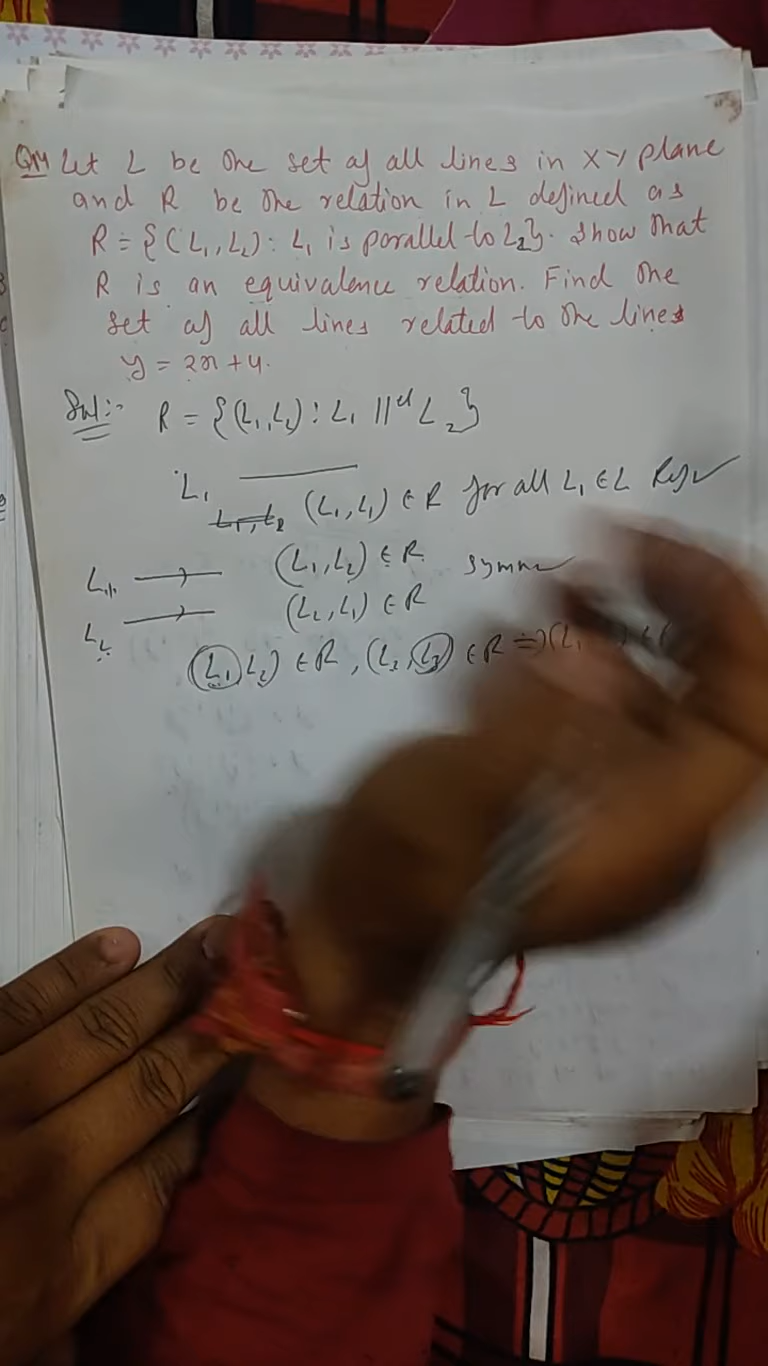 Q14 Let L be the set of all lines in XY plane
and R be the relation in L defined as
R = {(L₁, L₂): L₁ is parallel to L₂}. Show that
R is an equivalence relation. Find the
set of all lines related to the lines
y = 2x + 4.
Sol:- R = {(L₁, L₂) : L₁ ||ᵉˡ L₂}
L₁
L₁, L₂ (L₁, L₁) ∈ R for all L₁ ∈ L
L₁ (L₁, L₂) ∈ R symm
L₂ (L₂, L₁) ∈ R
(L₁, L₂) ∈ R, (L₂, L₃) ∈ R ⇒ (L₁